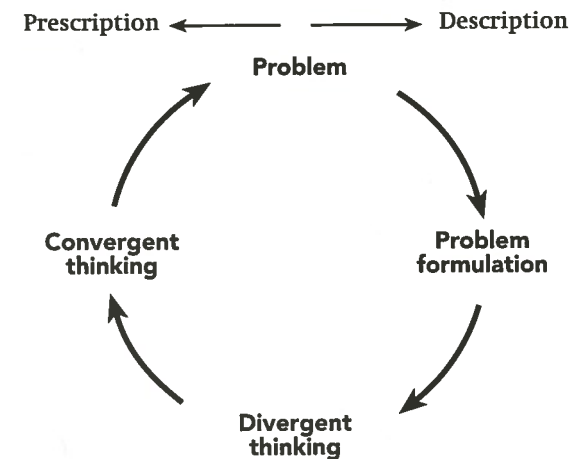 Prescription
Description
Problem
Convergent
thinking
Problem
formulation
Divergent
thinking